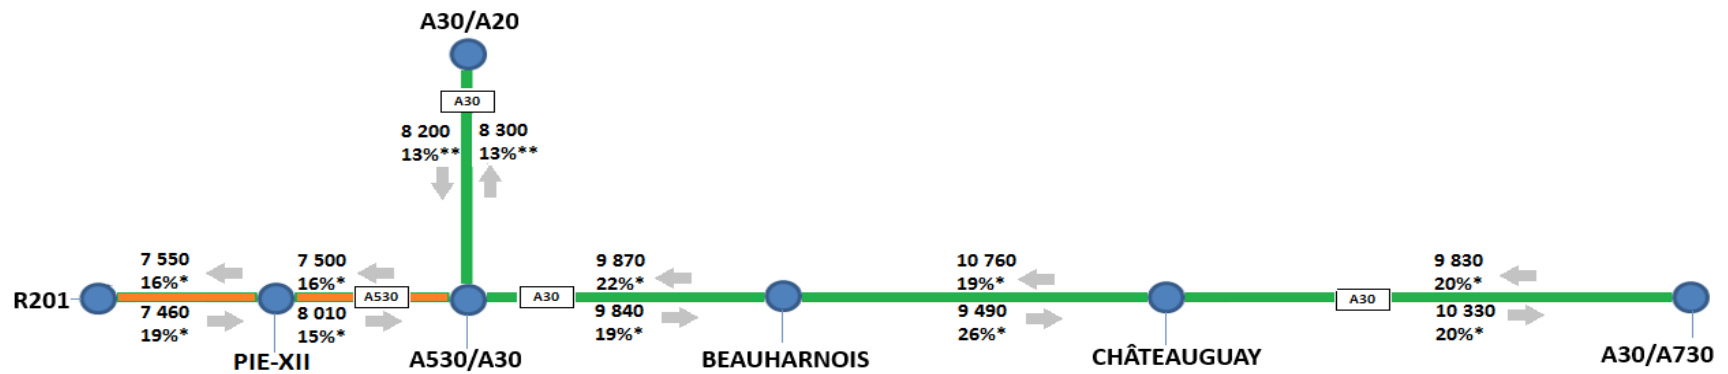 A30/A20
A30
8 200
13%**
8 300
13%**
7 550
16%*
7 500
16%*
9 870
22%*
10 760
19%*
9 830
20%*
R201
A530
A30
A30
7 460
19%*
8 010
15%*
9 840
19%*
9 490
26%*
10 330
20%*
PIE-XII
A530/A30
BEAUHARNOIS
CHÂTEAUGUAY
A30/A730